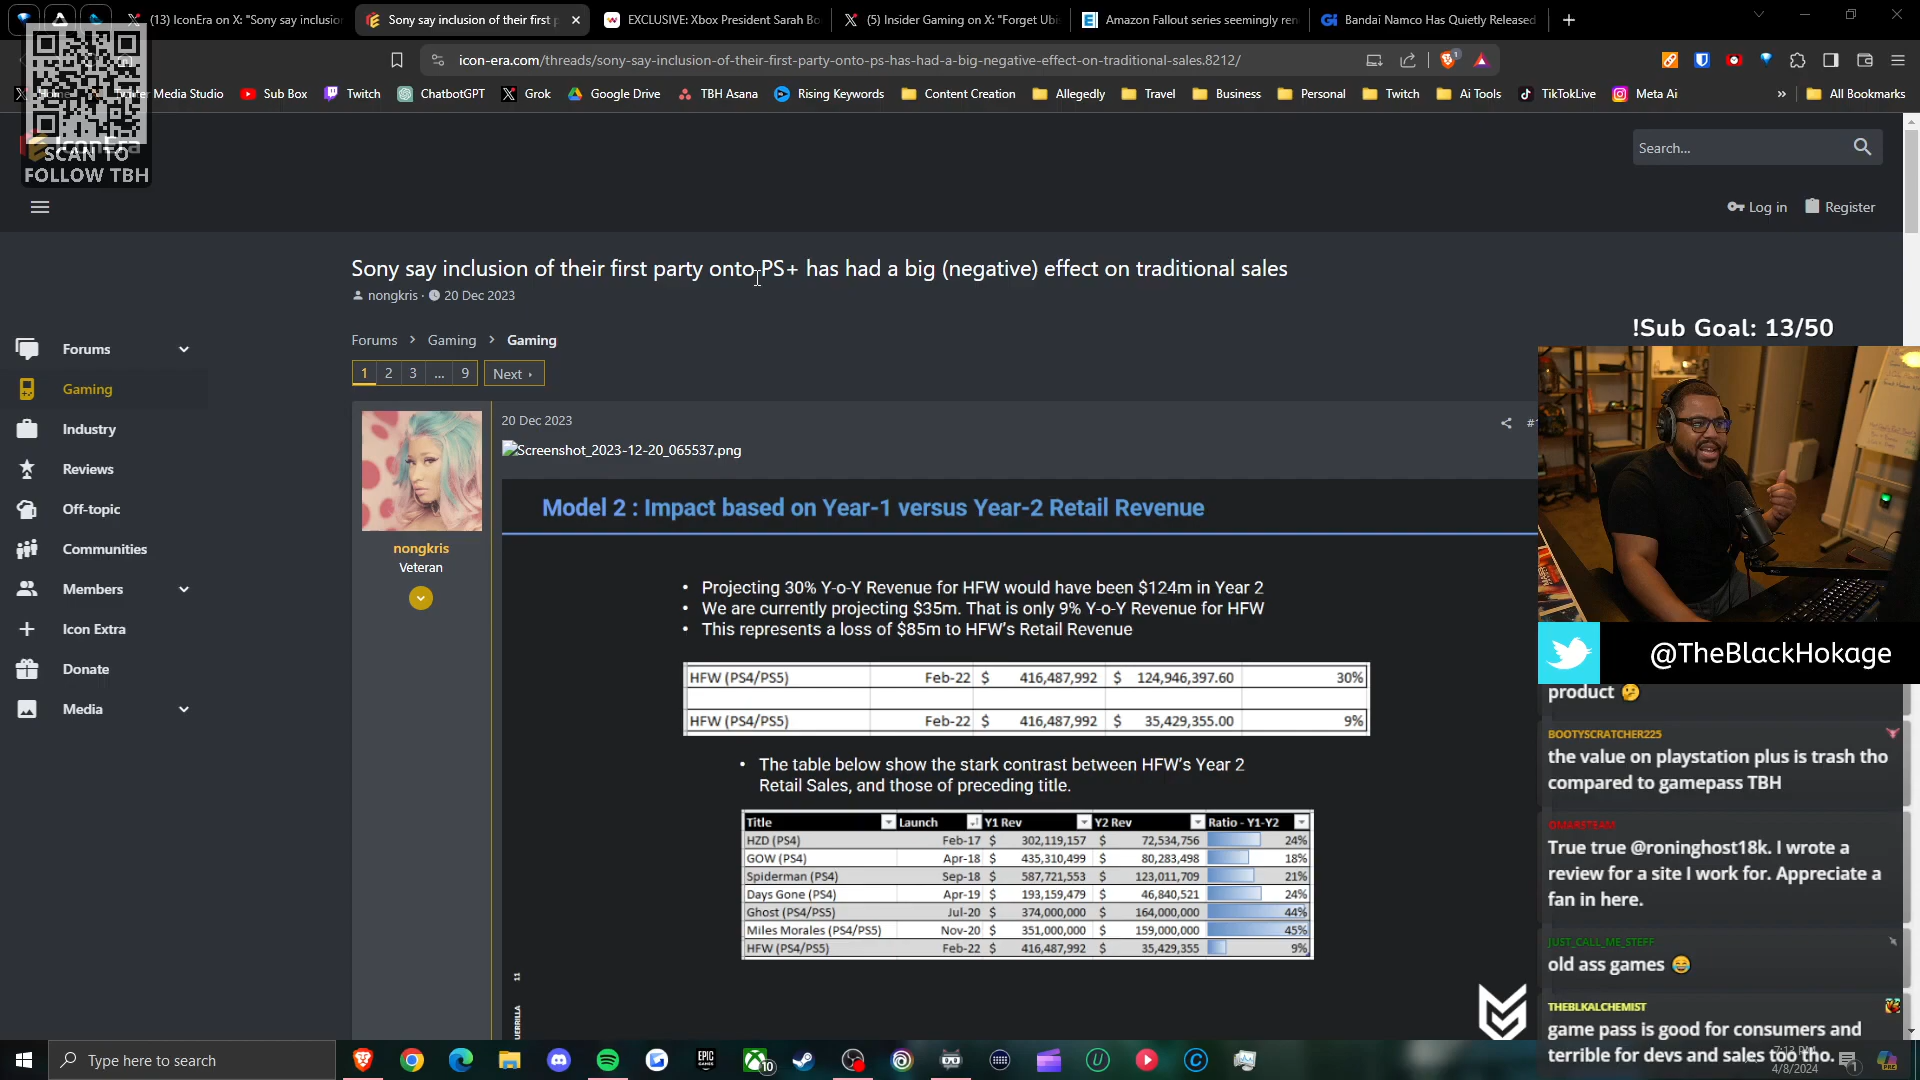 (13) IconEra on X: "Sony say inclusion
Sony say inclusion of their first p
EXCLUSIVE: Xbox President Sarah Bo
(5) Insider Gaming on X: "Forget Ubi
Amazon Fallout series seemingly ren
Bandai Namco Has Quietly Released
icon-era.com/threads/sony-say-inclusion-of-their-first-party-onto-ps-has-had-a-big-negative-effect-on-traditional-sales.8212/
Media Studio
Sub Box
Twitch
ChatbotGPT
Grok
Google Drive
TBH Asana
Rising Keywords
Content Creation
Allegedly
Travel
Business
Personal
Twitch
Ai Tools
TikTokLive
Meta Ai
All Bookmarks
SCAN TO
FOLLOW TBH
Search...
Log in
Register
Sony say inclusion of their first party onto PS+ has had a big (negative) effect on traditional sales
nongkris · 20 Dec 2023
Forums > Gaming > Gaming
1 2 3 ... 9 Next
Forums
Gaming
Industry
Reviews
Off-topic
Communities
Members
Icon Extra
Donate
Media
nongkris
Veteran
20 Dec 2023
Screenshot_2023-12-20_065537.png
Model 2 : Impact based on Year-1 versus Year-2 Retail Revenue
• Projecting 30% Y-o-Y Revenue for HFW would have been $124m in Year 2
• We are currently projecting $35m. That is only 9% Y-o-Y Revenue for HFW
• This represents a loss of $85m to HFW's Retail Revenue
HFW (PS4/PS5) Feb-22 $ 416,487,992 $ 124,946,397.60 30%
HFW (PS4/PS5) Feb-22 $ 416,487,992 $ 35,429,355.00 9%
• The table below show the stark contrast between HFW's Year 2
Retail Sales, and those of preceding title.
Title Launch Y1 Rev Y2 Rev Ratio - Y1-Y2
HZD (PS4) Feb-17 $ 302,119,157 $ 72,534,756 24%
GOW (PS4) Apr-18 $ 435,310,499 $ 80,283,498 18%
Spiderman (PS4) Sep-18 $ 587,721,553 $ 123,011,709 21%
Days Gone (PS4) Apr-19 $ 193,159,479 $ 46,840,521 24%
Ghost (PS4/PS5) Jul-20 $ 374,000,000 $ 164,000,000 44%
Miles Morales (PS4/PS5) Nov-20 $ 351,000,000 $ 159,000,000 45%
HFW (PS4/PS5) Feb-22 $ 416,487,992 $ 35,429,355 9%
11
!Sub Goal: 13/50
@TheBlackHokage
product 🤔
BOOTYSCRATCHER225
the value on playstation plus is trash tho
compared to gamepass TBH
OMARSTEAM
True true @roninghost18k. I wrote a
review for a site I work for. Appreciate a
fan in here.
JUST_CALL_ME_STEFF
old ass games 😂
THEBLKALCHEMIST
game pass is good for consumers and
terrible for devs and sales too tho.
Type here to search
EPIC
GAMES
10
4/8/2024